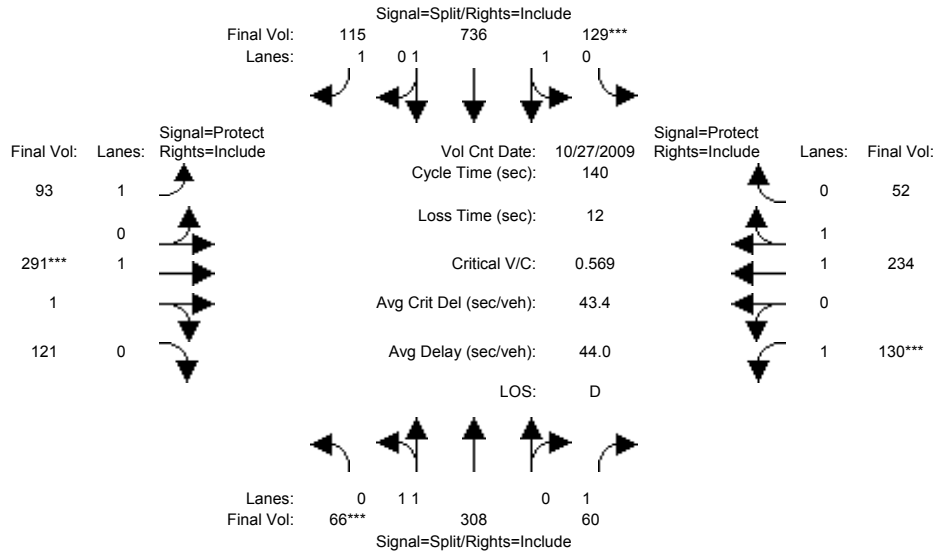 Signal=Split/Rights=Include
Final Vol: 115 736 129***
Lanes: 1 0 1 1 0
Signal=Protect Signal=Protect
Final Vol: Lanes: Rights=Include Vol Cnt Date: 10/27/2009 Rights=Include Lanes: Final Vol:
Cycle Time (sec): 140
93 1 0 52
Loss Time (sec): 12
0 1
291*** 1 Critical V/C: 0.569 1 234
1 Avg Crit Del (sec/veh): 43.4 0
121 0 Avg Delay (sec/veh): 44.0 1 130***
LOS: D
Lanes: 0 1 1 0 1
Final Vol: 66*** 308 60
Signal=Split/Rights=Include